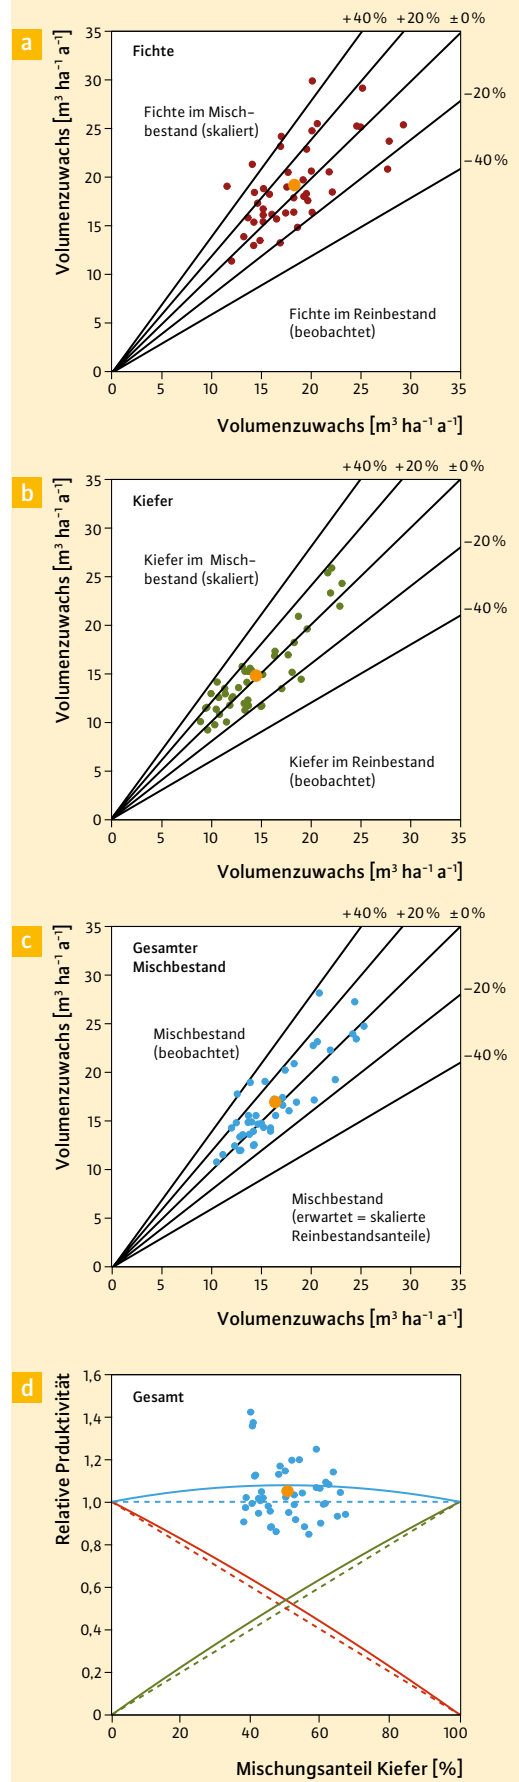 a
+40 % +20 % ±0 %
Fichte
Fichte im Misch-
bestand (skaliert)
Fichte im Reinbestand
(beobachtet)
−20 %
−40 %
Volumenzuwachs [m³ ha⁻¹ a⁻¹]
35
30
25
20
15
10
5
0
0 5 10 15 20 25 30 35
Volumenzuwachs [m³ ha⁻¹ a⁻¹]
b
+40 % +20 % ±0 %
Kiefer
Kiefer im Misch-
bestand (skaliert)
Kiefer im Reinbestand
(beobachtet)
−20 %
−40 %
Volumenzuwachs [m³ ha⁻¹ a⁻¹]
35
30
25
20
15
10
5
0
0 5 10 15 20 25 30 35
Volumenzuwachs [m³ ha⁻¹ a⁻¹]
c
+40 % +20 % ±0 %
Gesamter
Mischbestand
Mischbestand
(beobachtet)
Mischbestand
(erwartet = skalierte
Reinbestandsanteile)
−20 %
−40 %
Volumenzuwachs [m³ ha⁻¹ a⁻¹]
35
30
25
20
15
10
5
0
0 5 10 15 20 25 30 35
Volumenzuwachs [m³ ha⁻¹ a⁻¹]
d
Gesamt
Relative Prduktivität
1,6
1,4
1,2
1,0
0,8
0,6
0,4
0,2
0
0 20 40 60 80 100
Mischungsanteil Kiefer [%]